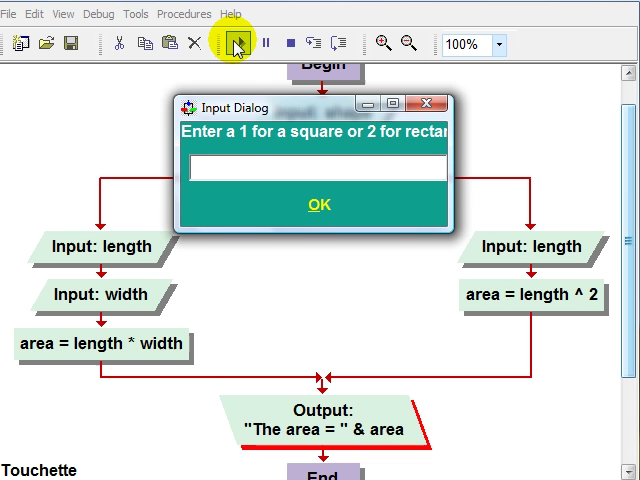 File Edit View Debug Tools Procedures Help
100%
Begin
Input Dialog
Enter a 1 for a square or 2 for rectan
OK
Input: length
Input: length
Input: width
area = length ^ 2
area = length * width
Output:
"The area = " & area
Touchette
End